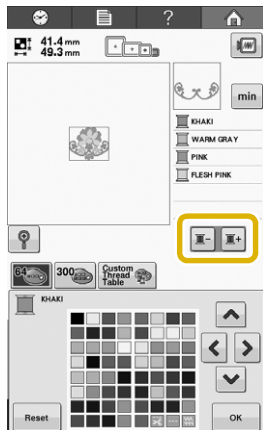 ?
41.4 mm
49.3 mm
min
KHAKI
WARM GRAY
PINK
FLESH PINK
- +
64
300
Custom
Thread
Table
KHAKI
Reset
OK